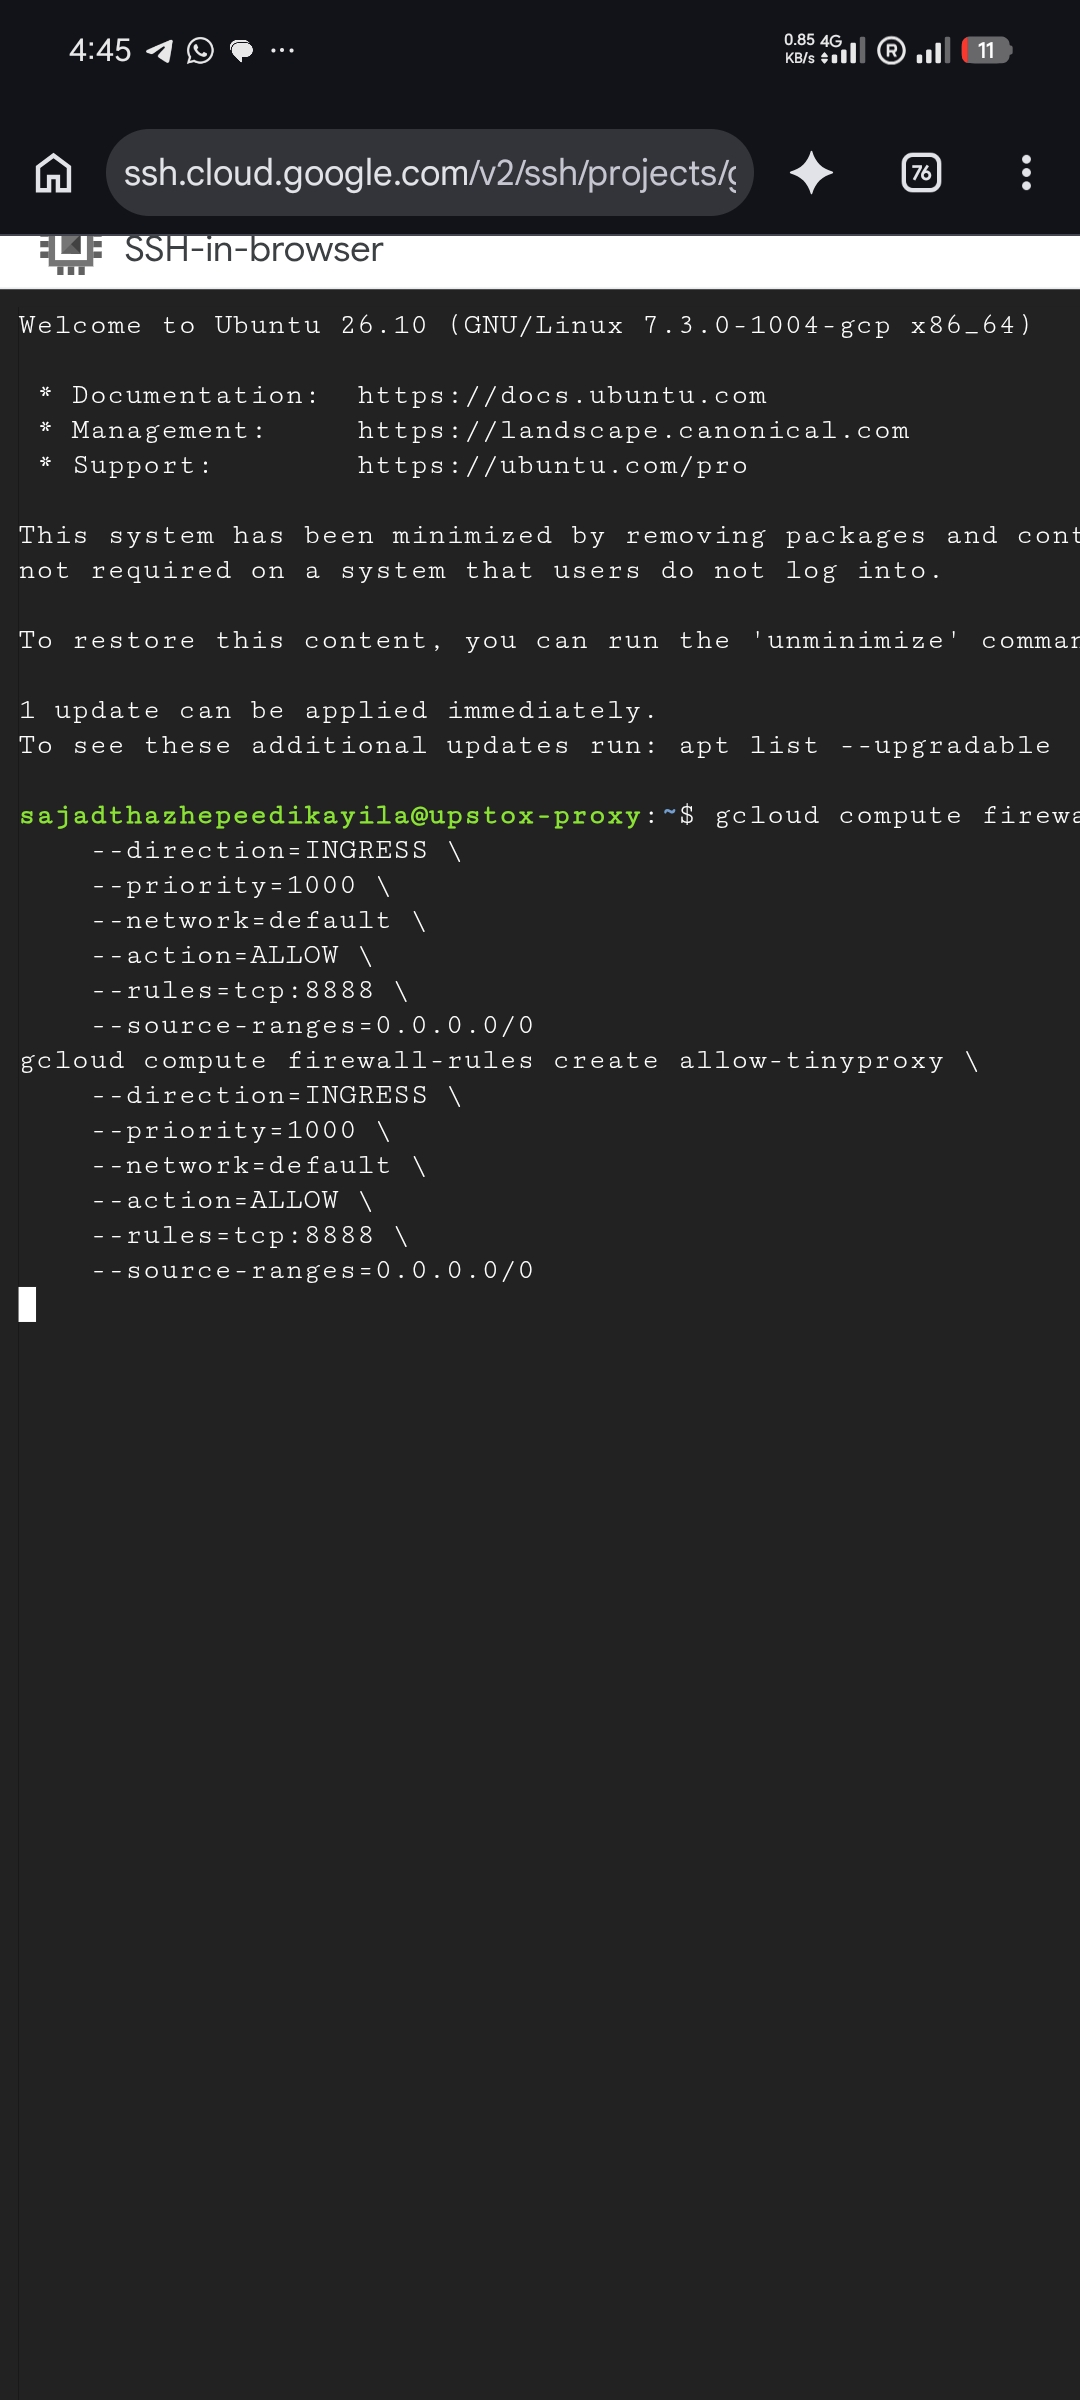 4:45
0.85 KB/s 4G R 11
ssh.cloud.google.com/v2/ssh/projects/
76
SSH-in-browser
Welcome to Ubuntu 26.10 (GNU/Linux 7.3.0-1004-gcp x86_64)
* Documentation: https://docs.ubuntu.com
* Management: https://landscape.canonical.com
* Support: https://ubuntu.com/pro
This system has been minimized by removing packages and cont
not required on a system that users do not log into.
To restore this content, you can run the 'unminimize' comman
1 update can be applied immediately.
To see these additional updates run: apt list --upgradable
sajadthazhepeedikayila@upstox-proxy:~$ gcloud compute firewa
--direction=INGRESS \
--priority=1000 \
--network=default \
--action=ALLOW \
--rules=tcp:8888 \
--source-ranges=0.0.0.0/0
gcloud compute firewall-rules create allow-tinyproxy \
--direction=INGRESS \
--priority=1000 \
--network=default \
--action=ALLOW \
--rules=tcp:8888 \
--source-ranges=0.0.0.0/0